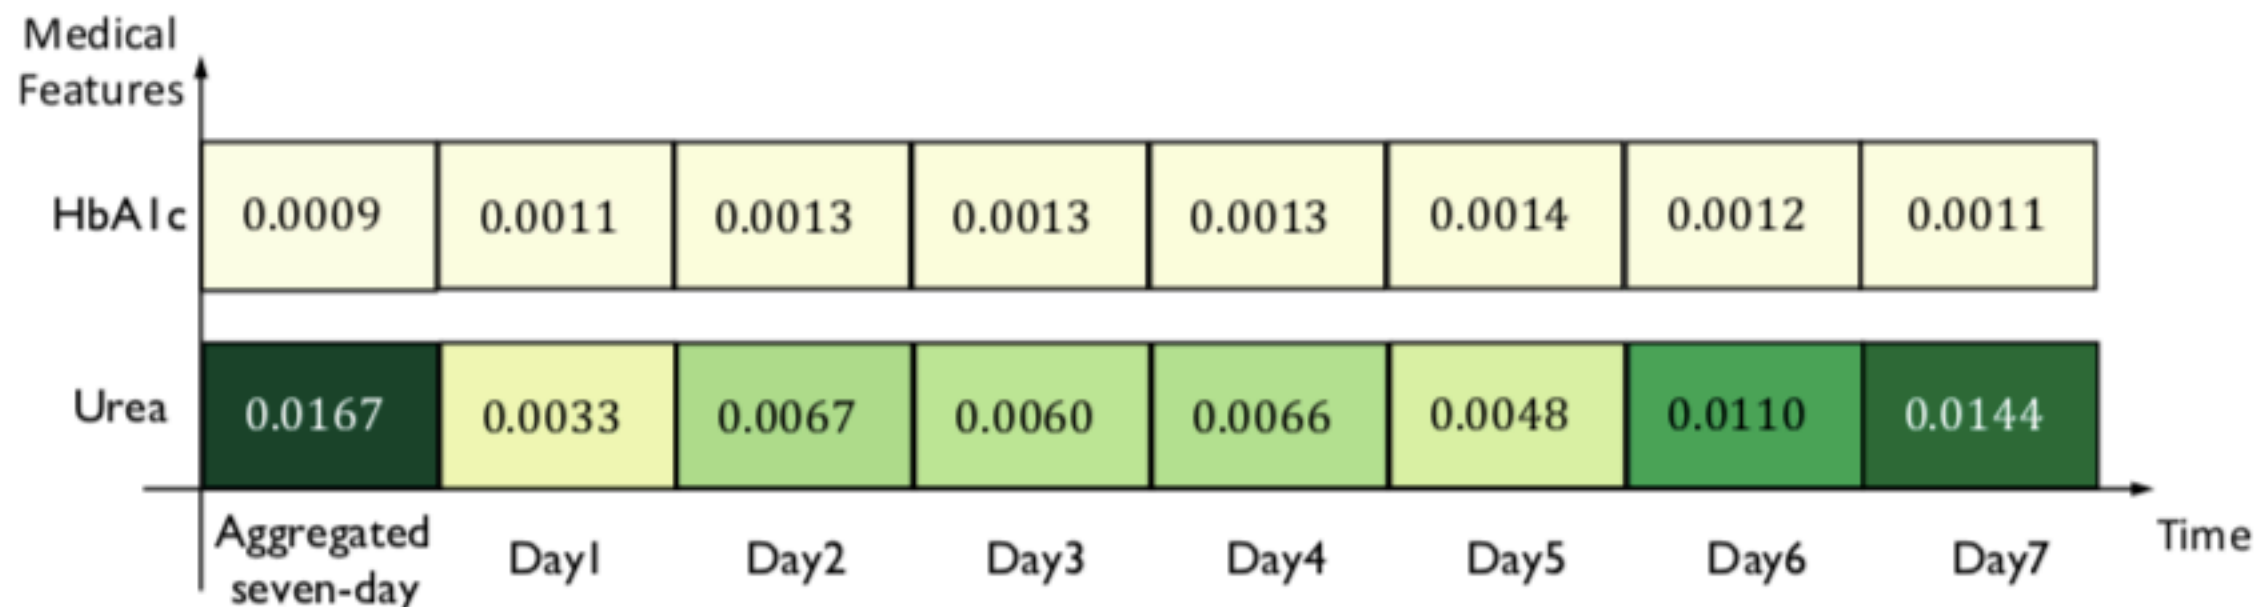 Medical
Features
HbA1c 0.0009 0.0011 0.0013 0.0013 0.0013 0.0014 0.0012 0.0011
Urea 0.0167 0.0033 0.0067 0.0060 0.0066 0.0048 0.0110 0.0144
Aggregated
seven-day Day1 Day2 Day3 Day4 Day5 Day6 Day7 Time